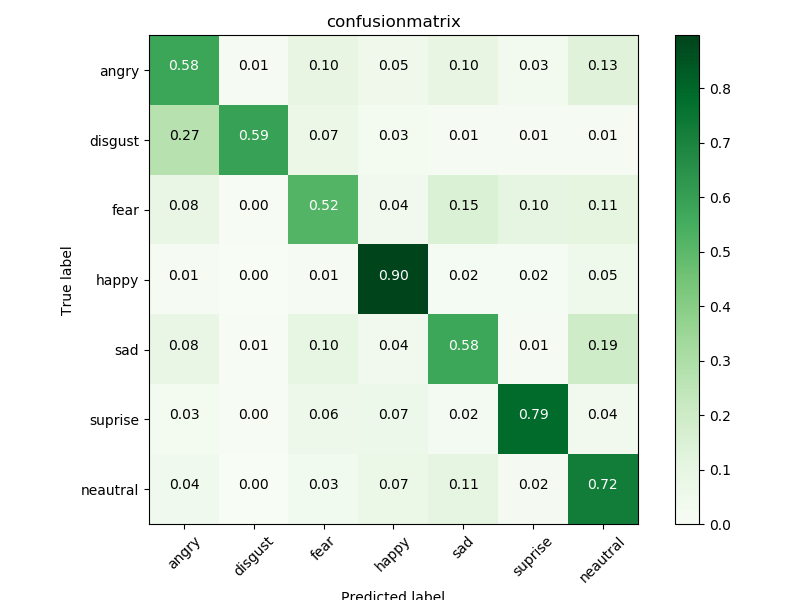 confusionmatrix
angry 0.58 0.01 0.10 0.05 0.10 0.03 0.13
disgust 0.27 0.59 0.07 0.03 0.01 0.01 0.01
fear 0.08 0.00 0.52 0.04 0.15 0.10 0.11
happy 0.01 0.00 0.01 0.90 0.02 0.02 0.05
sad 0.08 0.01 0.10 0.04 0.58 0.01 0.19
suprise 0.03 0.00 0.06 0.07 0.02 0.79 0.04
neautral 0.04 0.00 0.03 0.07 0.11 0.02 0.72
True label
angry disgust fear happy sad suprise neautral
Predicted label
0.8
0.7
0.6
0.5
0.4
0.3
0.2
0.1
0.0